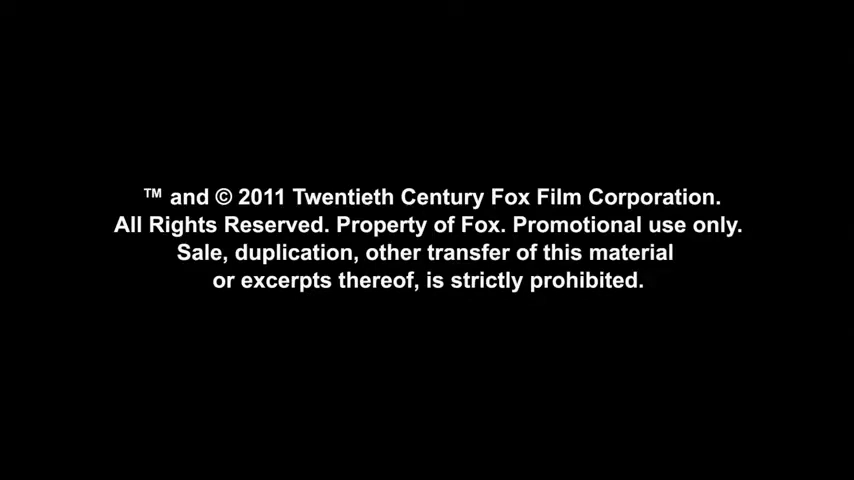 ™ and © 2011 Twentieth Century Fox Film Corporation.
All Rights Reserved. Property of Fox. Promotional use only.
Sale, duplication, other transfer of this material
or excerpts thereof, is strictly prohibited.